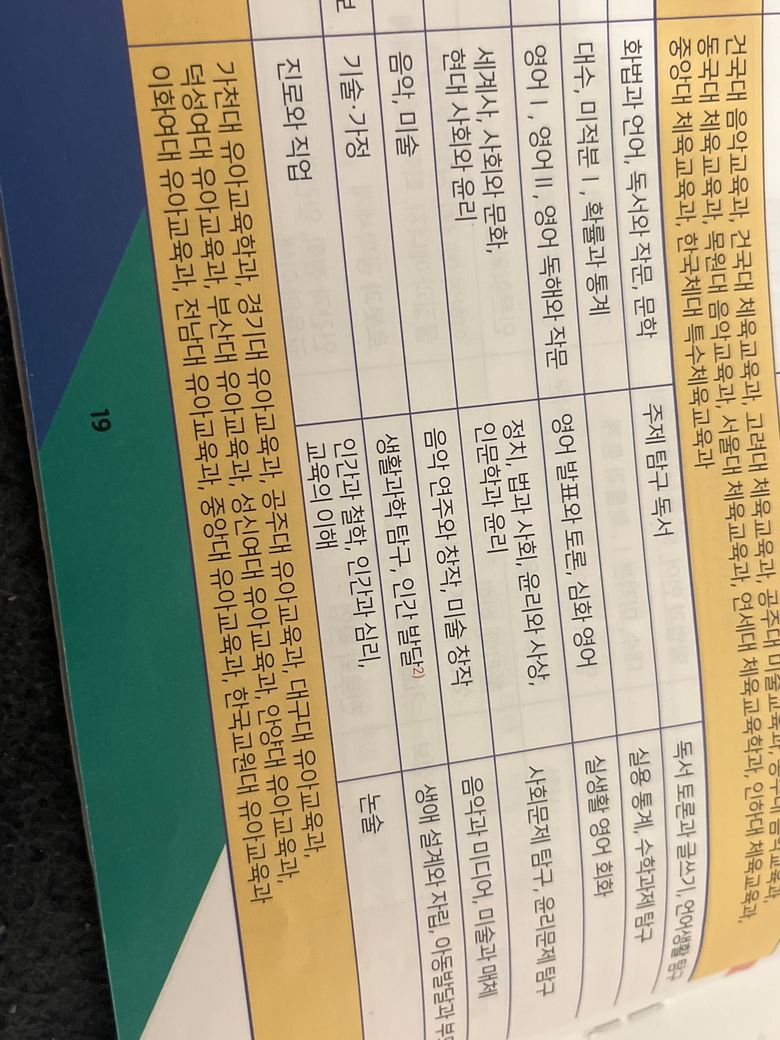 건국대 음악교육과, 건국대 체육교육과, 고려대 체육교육과, 공주대 미술교육과,
동국대 체육교육과, 목원대 음악교육과, 서울대 체육교육과, 연세대 체육교육학과, 인하대 체육교육과,
중앙대 체육교육과, 한국체대 특수체육교육과
화법과 언어, 독서와 작문, 문학
주제 탐구 독서
독서 토론과 글쓰기, 언어생활 탐구
대수, 미적분Ⅰ, 확률과 통계
실용 통계, 수학과제 탐구
영어Ⅰ, 영어Ⅱ, 영어 독해와 작문
영어 발표와 토론, 심화 영어
실생활 영어 회화
세계사, 사회와 문화,
현대 사회와 윤리
정치, 법과 사회, 윤리와 사상,
인문학과 윤리
사회문제 탐구, 윤리문제 탐구
음악, 미술
음악 연주와 창작, 미술 창작
음악과 미디어, 미술과 매체
기술·가정
생활과학 탐구, 인간 발달2)
생애 설계와 자립, 아동발달과
진로와 직업
인간과 철학, 인간과 심리,
교육의 이해
논술
가천대 유아교육학과, 경기대 유아교육과, 공주대 유아교육과, 대구대 유아교육과,
덕성여대 유아교육과, 부산대 유아교육과, 성신여대 유아교육과, 안양대 유아교육과,
이화여대 유아교육과, 전남대 유아교육과, 중앙대 유아교육과, 한국교원대 유아교육과
19